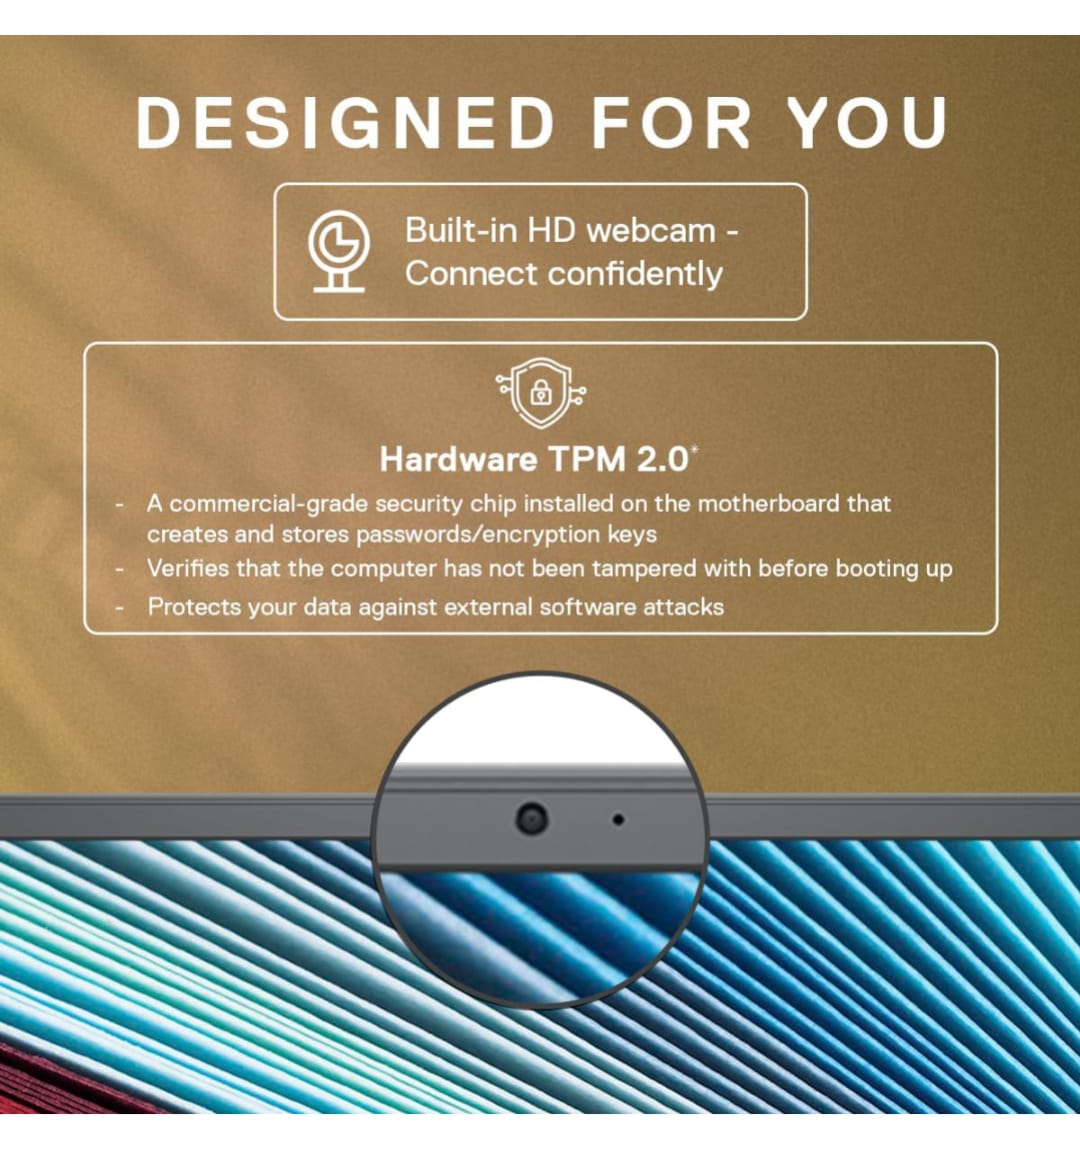 DESIGNED FOR YOU
Built-in HD webcam -
Connect confidently
Hardware TPM 2.0*
- A commercial-grade security chip installed on the motherboard that
creates and stores passwords/encryption keys
- Verifies that the computer has not been tampered with before booting up
- Protects your data against external software attacks